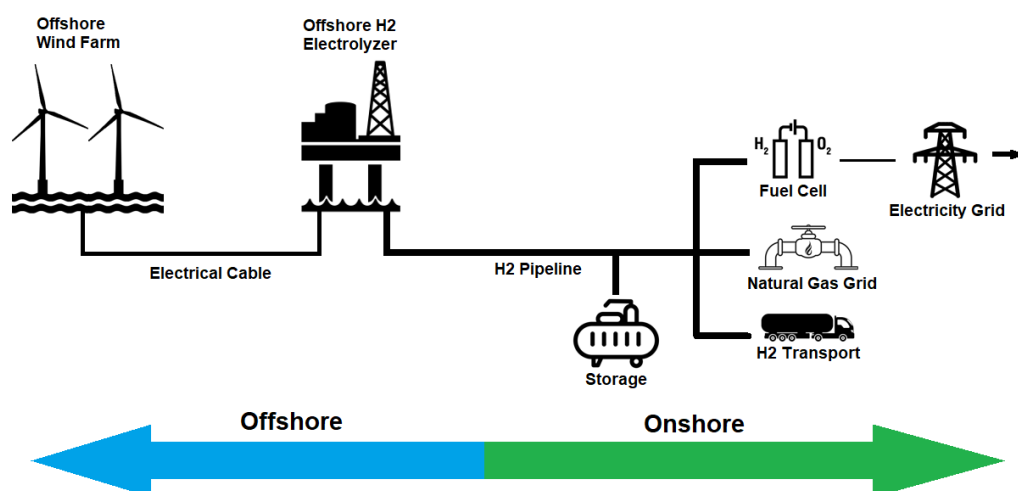 Offshore
Wind Farm
Offshore H2
Electrolyzer
H2 O2
Fuel Cell
Electricity Grid
Electrical Cable
H2 Pipeline
Natural Gas Grid
Storage
H2 Transport
Offshore
Onshore